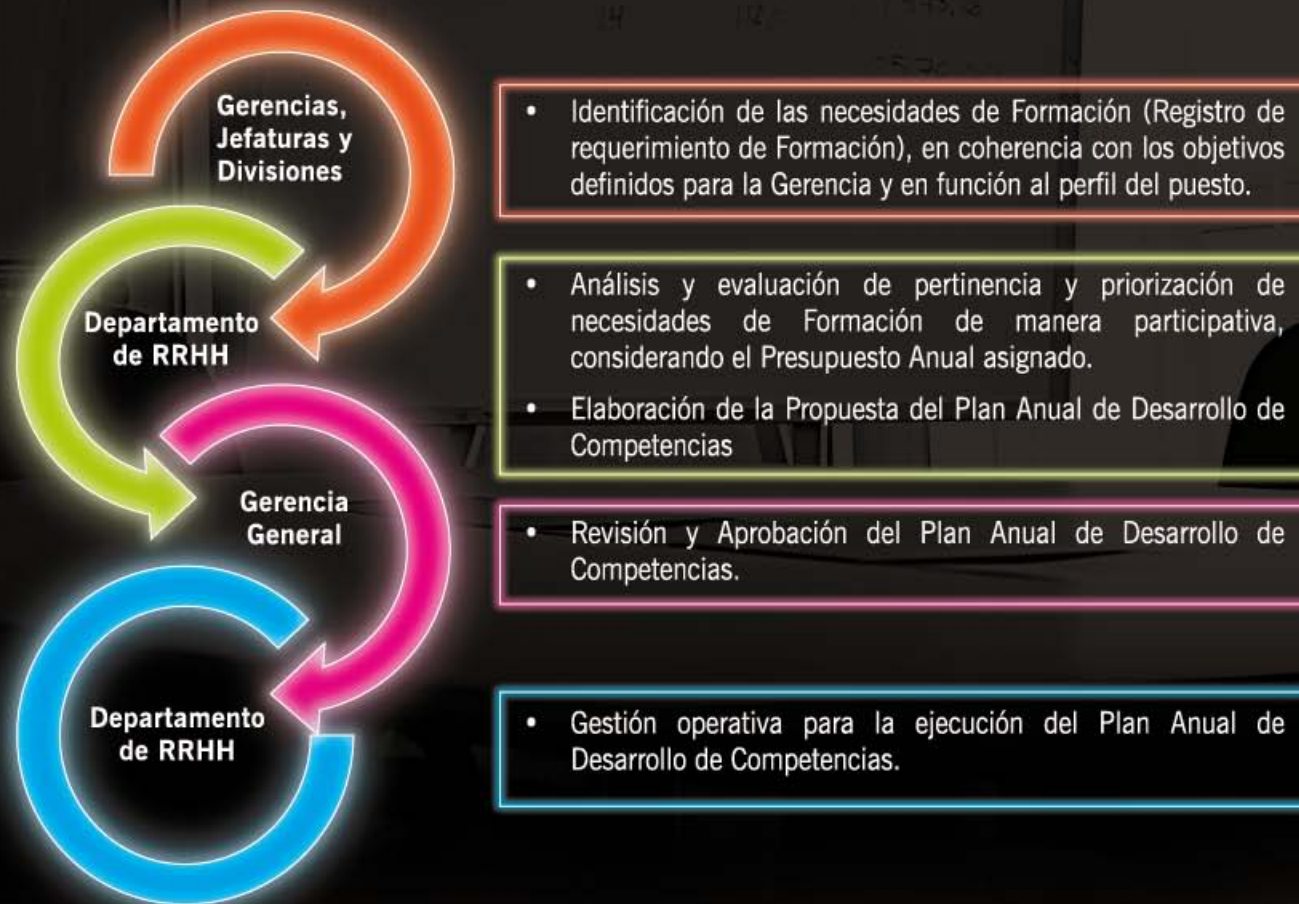 Gerencias,
Jefaturas y
Divisiones
• Identificación de las necesidades de Formación (Registro de
requerimiento de Formación), en coherencia con los objetivos
definidos para la Gerencia y en función al perfil del puesto.
Departamento
de RRHH
• Análisis y evaluación de pertinencia y priorización de
necesidades de Formación de manera participativa,
considerando el Presupuesto Anual asignado.
• Elaboración de la Propuesta del Plan Anual de Desarrollo de
Competencias
Gerencia
General
• Revisión y Aprobación del Plan Anual de Desarrollo de
Competencias.
Departamento
de RRHH
• Gestión operativa para la ejecución del Plan Anual de
Desarrollo de Competencias.